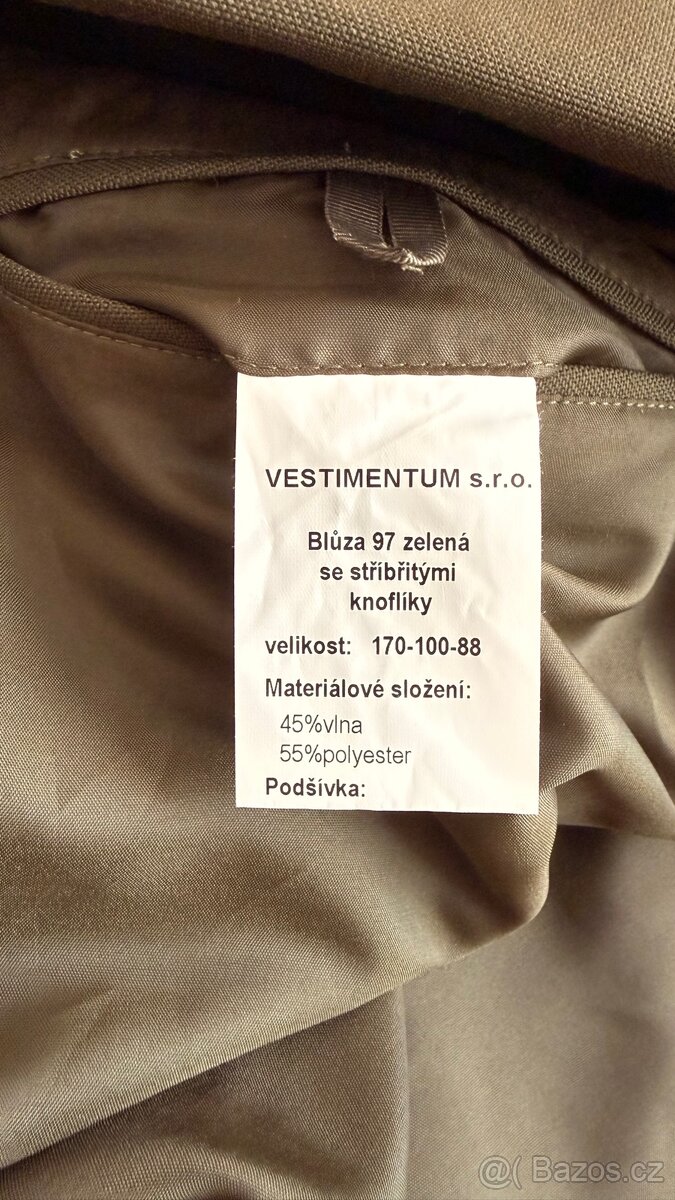 VESTIMENTUM s.r.o.
Blůza 97 zelená
se stříbřitými
knoflíky
velikost: 170-100-88
Materiálové složení:
45%vlna
55%polyester
Podšívka:
@( Bazos.cz